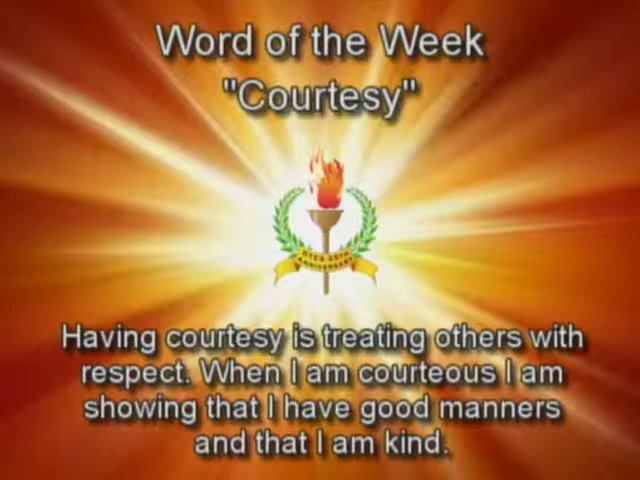 Word of the Week
"Courtesy"
ANNIVERSARY
Having courtesy is treating others with
respect. When I am courteous I am
showing that I have good manners
and that I am kind.